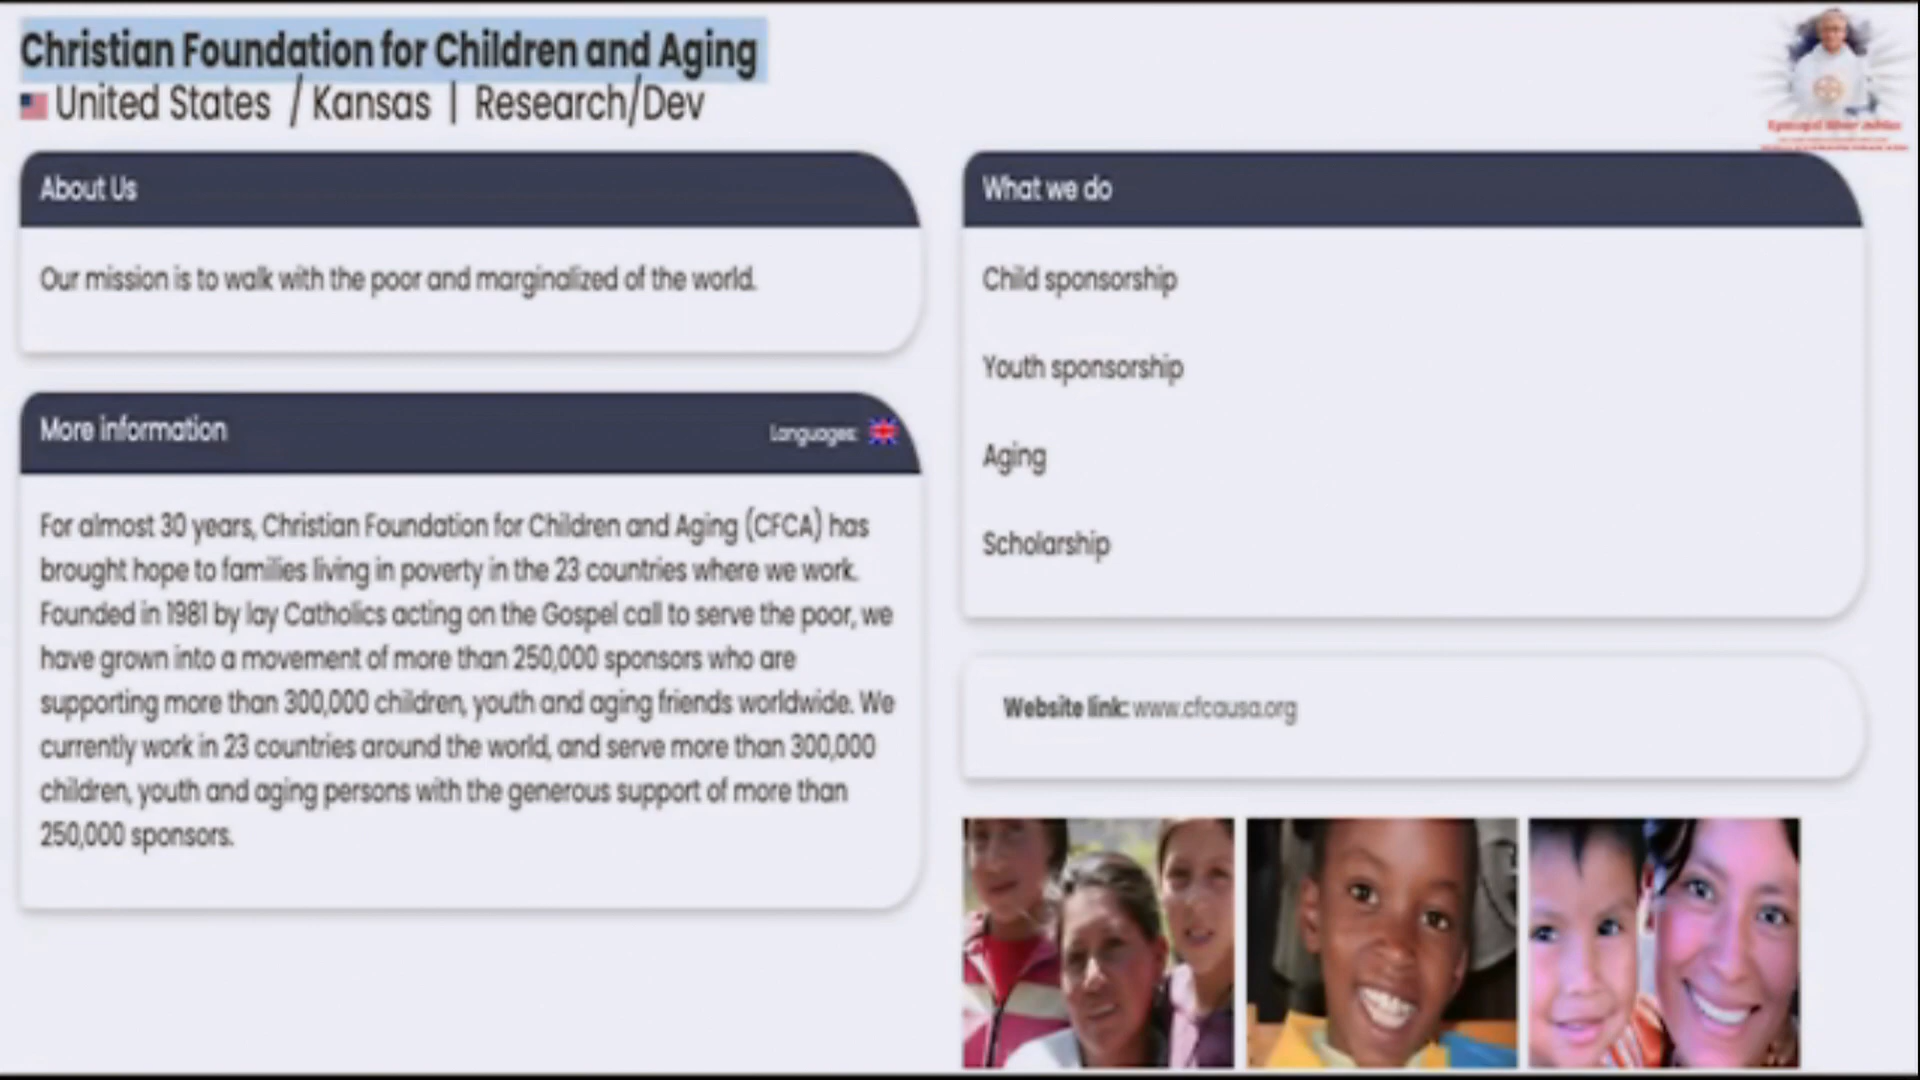 Christian Foundation for Children and Aging
United States / Kansas | Research/Dev
About Us
Our mission is to walk with the poor and marginalized of the world.
More information
Languages:
For almost 30 years, Christian Foundation for Children and Aging (CFCA) has
brought hope to families living in poverty in the 23 countries where we work.
Founded in 1981 by lay Catholics acting on the Gospel call to serve the poor, we
have grown into a movement of more than 250,000 sponsors who are
supporting more than 300,000 children, youth and aging friends worldwide. We
currently work in 23 countries around the world, and serve more than 300,000
children, youth and aging persons with the generous support of more than
250,000 sponsors.
What we do
Child sponsorship
Youth sponsorship
Aging
Scholarship
Website link: www.cfcausa.org
Episcopal Silver Jubilee